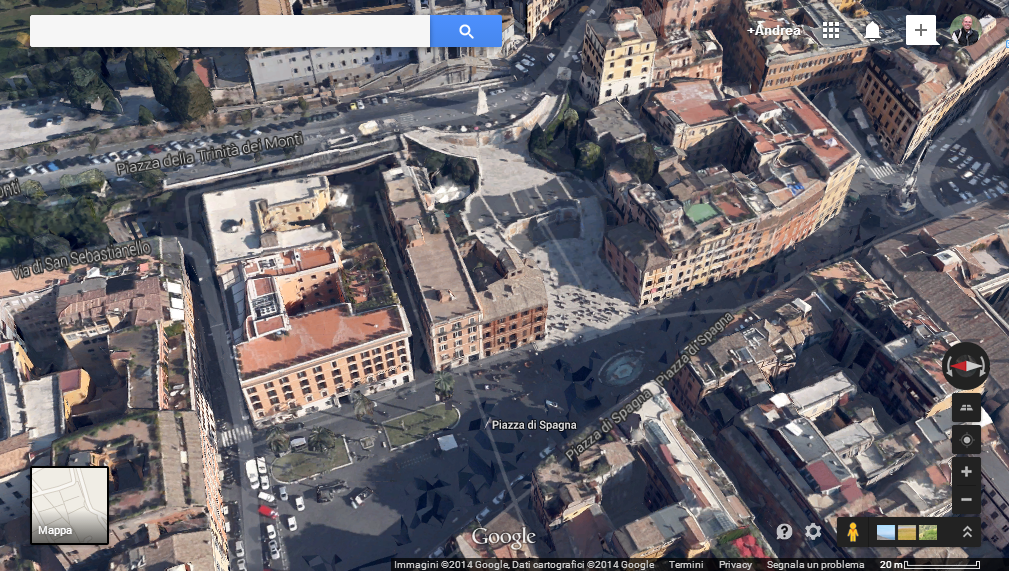 +Andrea
Piazza della Trinità dei Monti
onti
Via di San Sebastianello
Piazza di Spagna
Piazza di Spagna
Piazza di Spagna
Mappa
Google
Immagini ©2014 Google, Dati cartografici ©2014 Google
Termini
Privacy
Segnala un problema
20 m